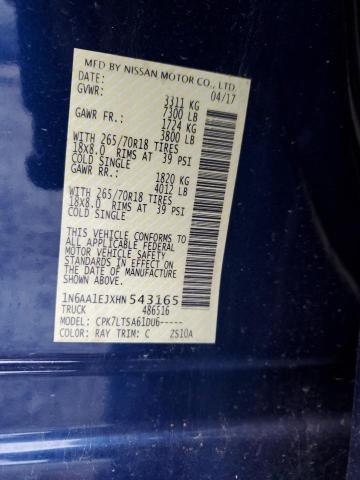 MFD BY NISSAN MOTOR CO., LTD.
DATE: 04/17
GVWR: 3311 KG
7300 LB
GAWR FR.: 1724 KG
3800 LB
WITH 265/70R18 TIRES
18X8.0 RIMS AT 39 PSI
COLD SINGLE
GAWR RR.: 1820 KG
4012 LB
WITH 265/70R18 TIRES
18X8.0 RIMS AT 39 PSI
COLD SINGLE
THIS VEHICLE CONFORMS TO
ALL APPLICABLE FEDERAL
MOTOR VEHICLE SAFETY
STANDARDS IN EFFECT ON
THE DATE OF MANUFACTURE
SHOWN ABOVE.
1N6AA1EJXHN543165
TRUCK 486516
MODEL: CPK7LTSA61DU6-----
COLOR: RAY TRIM: C 2S10A